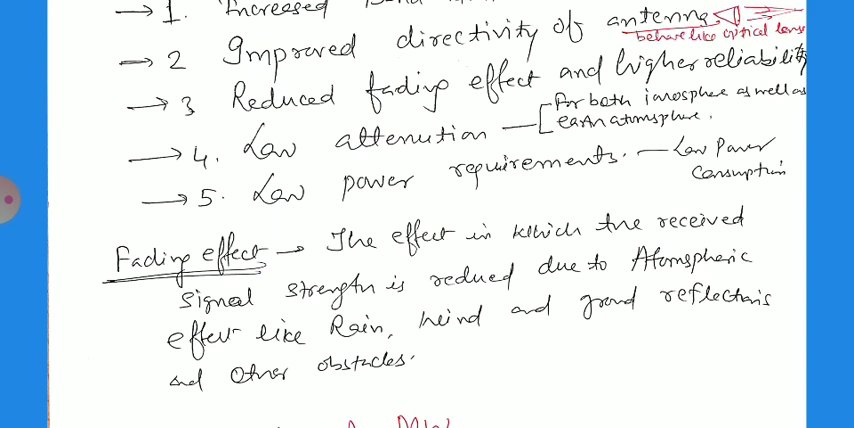 → 1. Increased
→ 2 Improved directivity of antenna
behave like critical lens
→ 3 Reduced fading effect and higher reliability
→ 4. Low attenution — [for both ionosphere as well as
earth atmosphere.
→ 5. Low power requirements. — Low Power
Consumption
Fading effect → The effect in which the received
signal strength is reduced due to Atomspheric
effect like Rain, Wind and ground reflections
and Other obstacles.